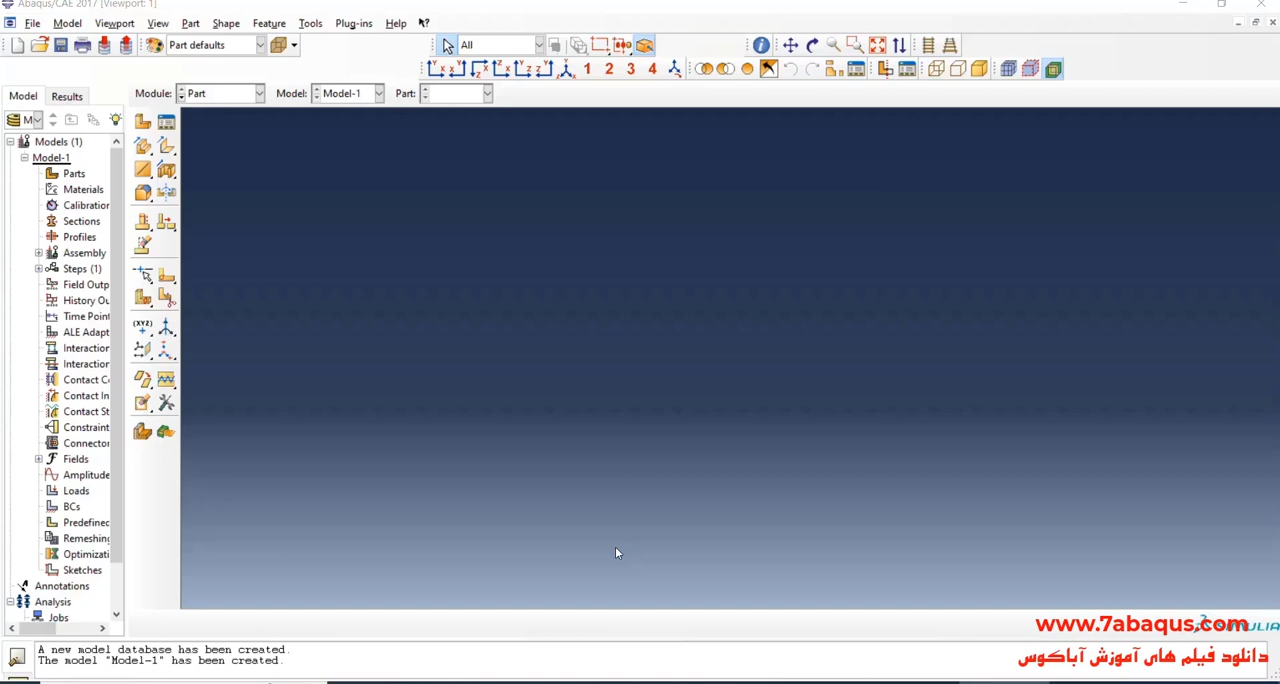 Abaqus/CAE 2017 [Viewport: 1]
File Model Viewport View Part Shape Feature Tools Plug-ins Help
Part defaults All
1 2 3 4
Model Results Module: Part Model: Model-1 Part:
M
Models (1)
Model-1
Parts
Materials
Calibration
Sections
Profiles
Assembly
Steps (1)
Field Outp
History Ou
Time Point
ALE Adapt
Interaction
Interaction
Contact Co
Contact In
Contact St
Constraint
Connector
Fields
Amplitude
Loads
BCs
Predefined
Remeshing
Optimizati
Sketches
Annotations
Analysis
Jobs
(XYZ)
www.7abaqus.com
SIMULIA
دانلود فیلم های آموزش آباکوس
A new model database has been created.
The model "Model-1" has been created.